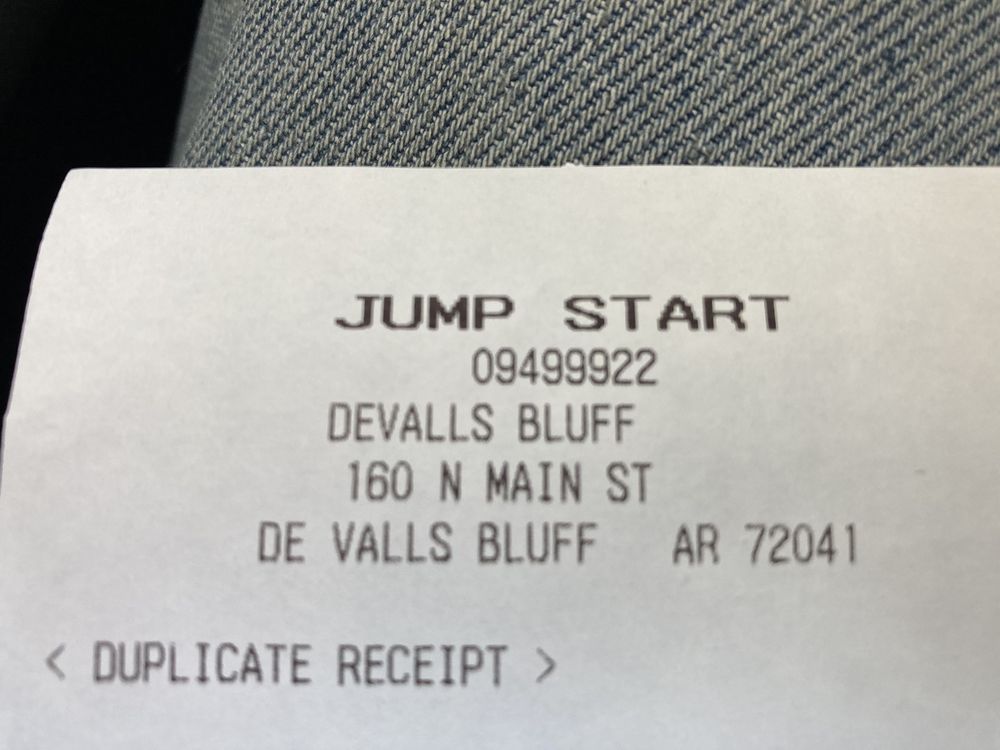 JUMP START
09499922
DEVALLS BLUFF
160 N MAIN ST
DE VALLS BLUFF AR 72041
< DUPLICATE RECEIPT >